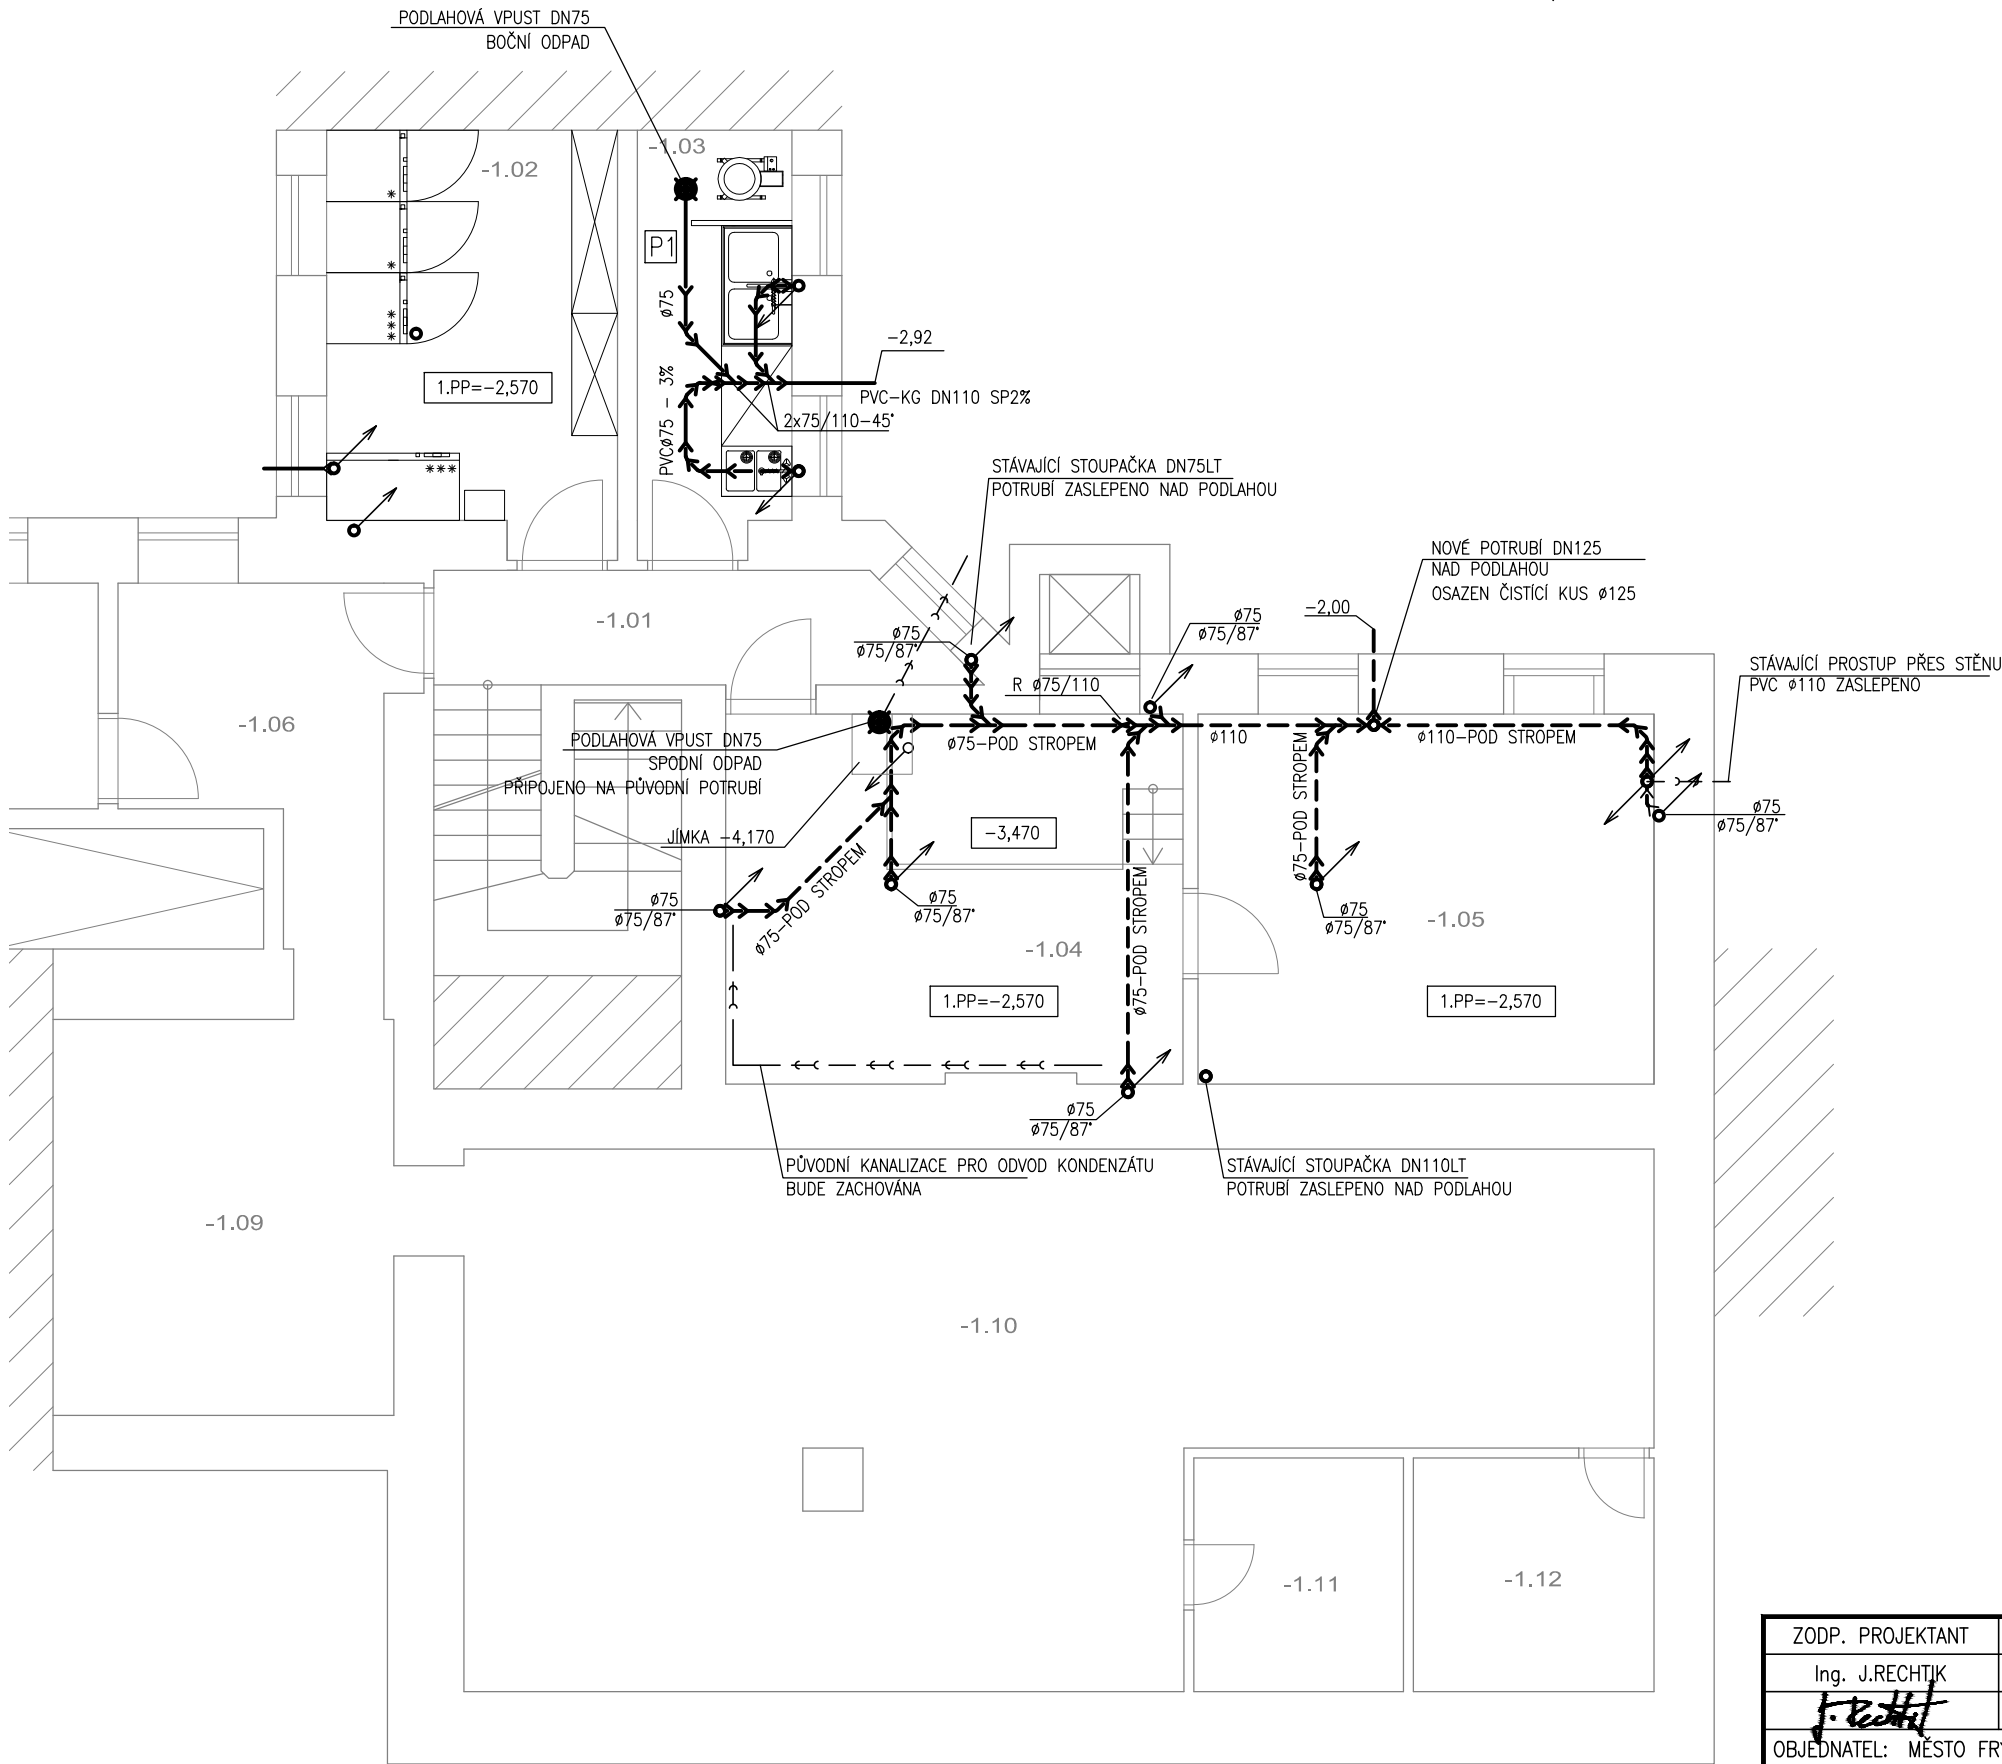 PODLAHOVÁ VPUST DN75
BOČNÍ ODPAD
-1.02
-1.03
P1
ø75
-2,92
1.PP=-2,570
PVCø75 - 3%
PVC-KG DN110 SP2%
2x75/110-45°
STÁVAJÍCÍ STOUPAČKA DN75LT
POTRUBÍ ZASLEPENO NAD PODLAHOU
NOVÉ POTRUBÍ DN125
NAD PODLAHOU
OSAZEN ČISTÍCÍ KUS ø125
-1.01
ø75
ø75/87°
ø75
ø75/87°
-2,00
STÁVAJÍCÍ PROSTUP PŘES STĚNU
PVC ø110 ZASLEPENO
R ø75/110
-1.06
PODLAHOVÁ VPUST DN75
SPODNÍ ODPAD
PŘIPOJENO NA PŮVODNÍ POTRUBÍ
ø75-POD STROPEM
ø110
ø110-POD STROPEM
ø75-POD STROPEM
ø75
ø75/87°
JÍMKA -4,170
-3,470
ø75
ø75/87°
ø75-POD STROPEM
ø75
ø75/87°
ø75-POD STROPEM
ø75
ø75/87°
-1.05
-1.04
1.PP=-2,570
1.PP=-2,570
ø75
ø75/87°
PŮVODNÍ KANALIZACE PRO ODVOD KONDENZÁTU
BUDE ZACHOVÁNA
STÁVAJÍCÍ STOUPAČKA DN110LT
POTRUBÍ ZASLEPENO NAD PODLAHOU
-1.09
-1.10
-1.11
-1.12
ZODP. PROJEKTANT
Ing. J.RECHTIK
J. Rechtik
OBJEDNATEL: MĚSTO